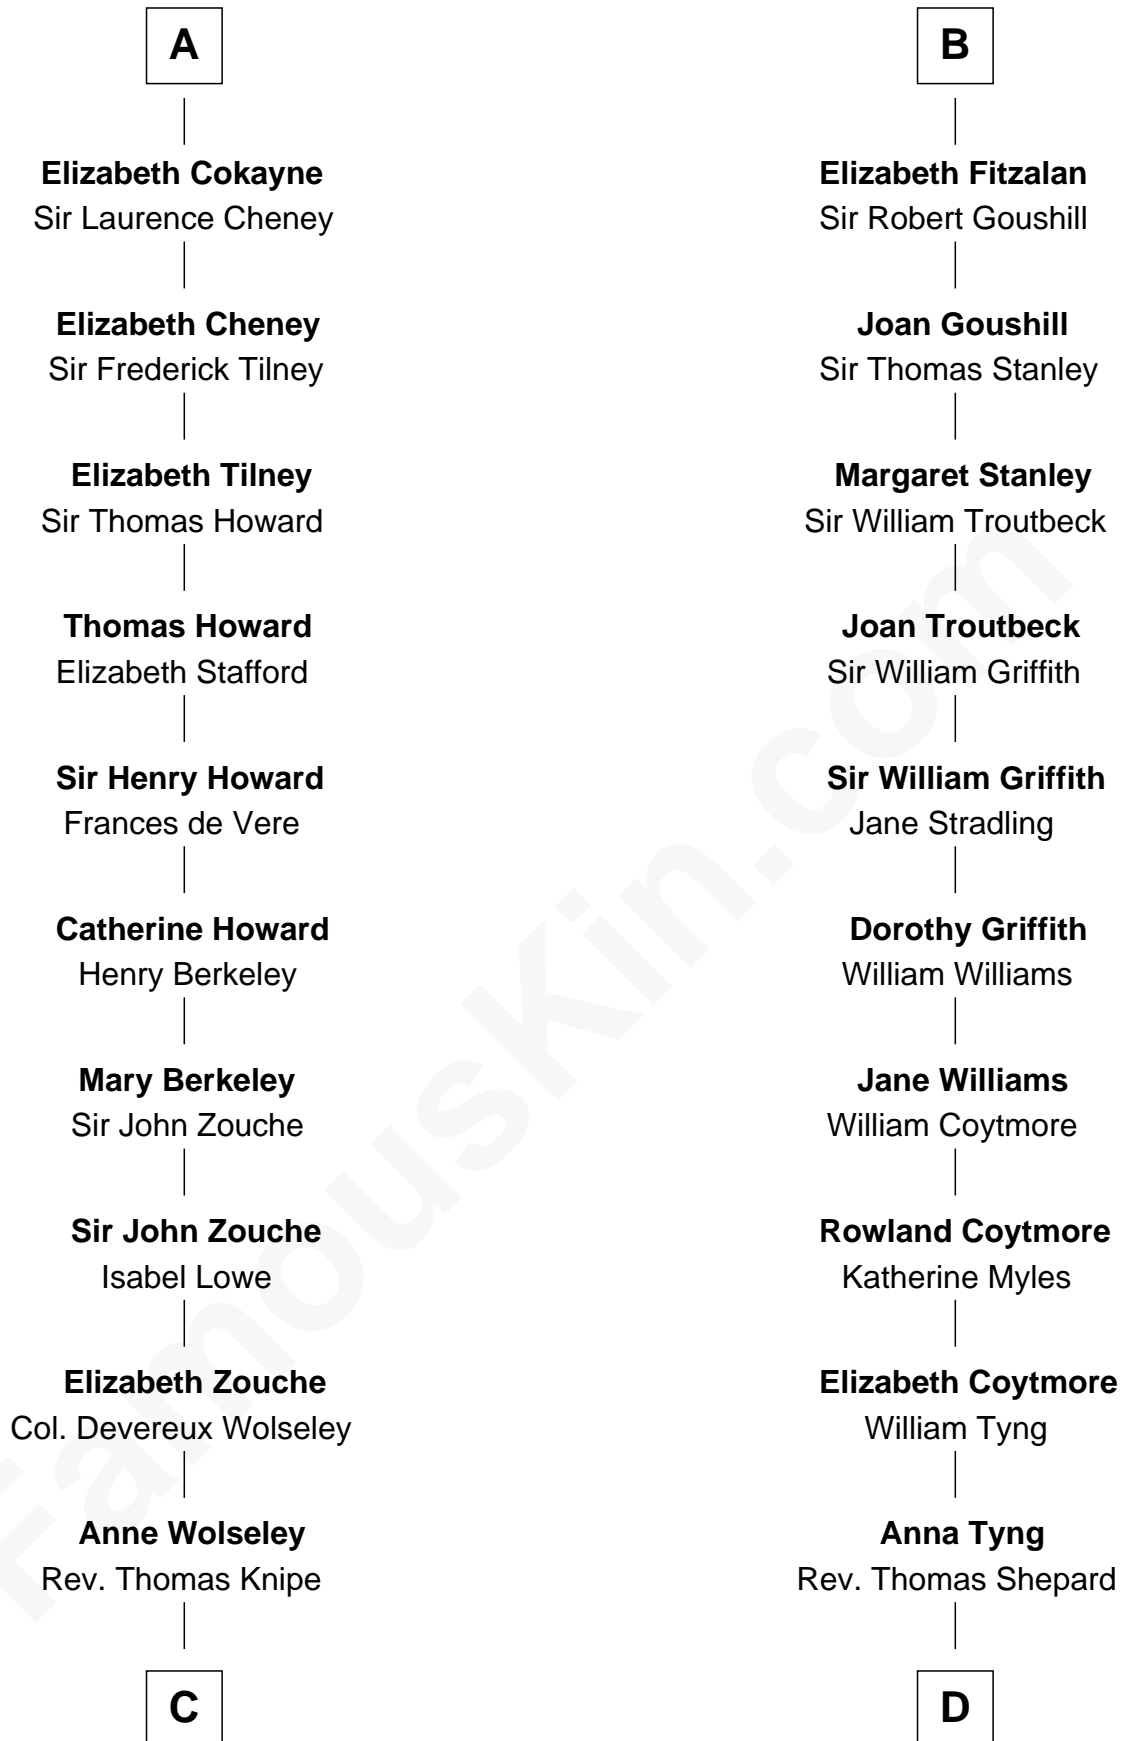 A
Elizabeth Cokayne
Sir Laurence Cheney
Elizabeth Cheney
Sir Frederick Tilney
Elizabeth Tilney
Sir Thomas Howard
Thomas Howard
Elizabeth Stafford
Sir Henry Howard
Frances de Vere
Catherine Howard
Henry Berkeley
Mary Berkeley
Sir John Zouche
Sir John Zouche
Isabel Lowe
Elizabeth Zouche
Col. Devereux Wolseley
Anne Wolseley
Rev. Thomas Knipe
C
B
Elizabeth Fitzalan
Sir Robert Goushill
Joan Goushill
Sir Thomas Stanley
Margaret Stanley
Sir William Troutbeck
Joan Troutbeck
Sir William Griffith
Sir William Griffith
Jane Stradling
Dorothy Griffith
William Williams
Jane Williams
William Coytmore
Rowland Coytmore
Katherine Myles
Elizabeth Coytmore
William Tyng
Anna Tyng
Rev. Thomas Shepard
D
FamousKin.com